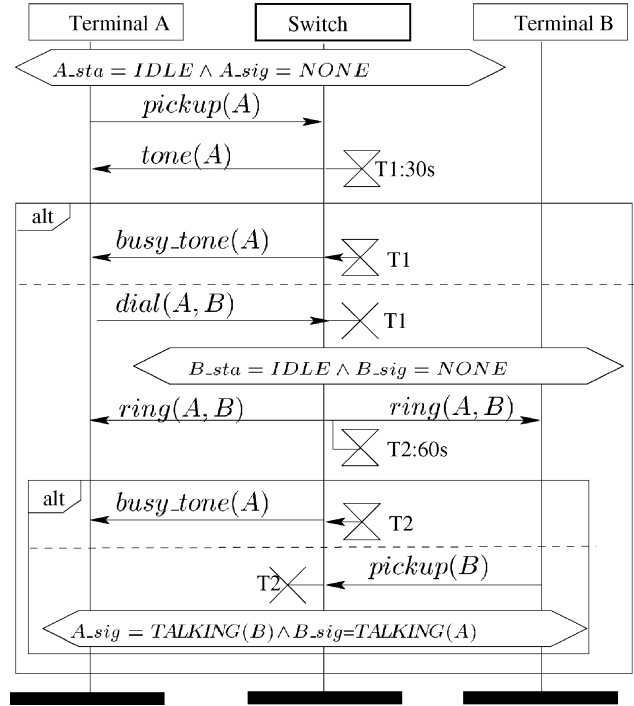 Terminal A Switch Terminal B
A_sta = IDLE ∧ A_sig = NONE
pickup(A)
tone(A) T1:30s
alt
busy_tone(A) T1
dial(A, B) T1
B_sta = IDLE ∧ B_sig = NONE
ring(A, B) ring(A, B)
T2:60s
alt
busy_tone(A) T2
T2 pickup(B)
A_sig = TALKING(B)∧B_sig=TALKING(A)